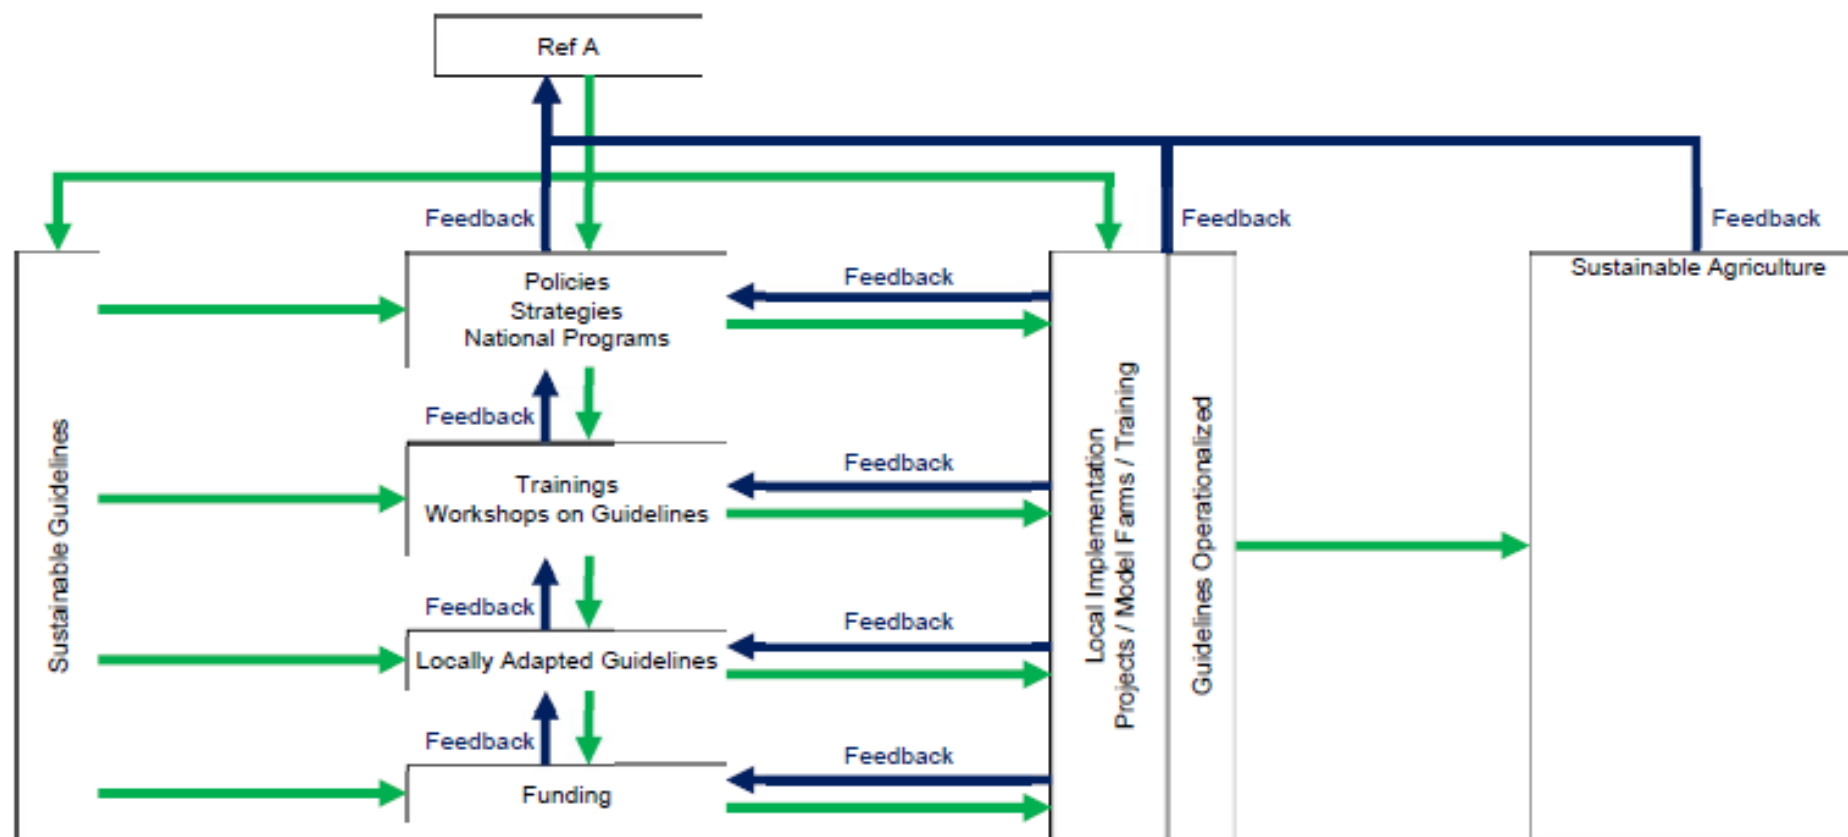 Ref A
Feedback
Feedback
Feedback
Sustainable Guidelines
Policies
Strategies
National Programs
Feedback
Sustainable Agriculture
Feedback
Trainings
Workshops on Guidelines
Feedback
Local Implementation
Projects / Model Farms / Training
Guidelines Operationalized
Feedback
Locally Adapted Guidelines
Feedback
Feedback
Funding
Feedback